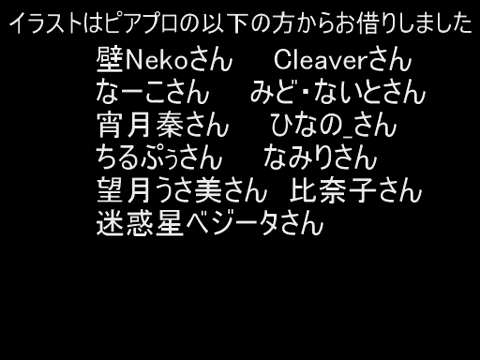 イラストはピアプロの以下の方からお借りしました
壁Nekoさん　Cleaverさん
なーこさん　みど・ないとさん
宵月秦さん　ひなの_さん
ちるぷぅさん　なみりさん
望月うさ美さん　比奈子さん
迷惑星ベジータさん